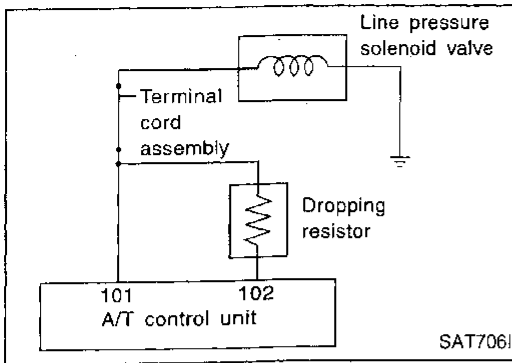 Line pressure
solenoid valve
Terminal
cord
assembly
Dropping
resistor
101 102
A/T control unit
SAT706I